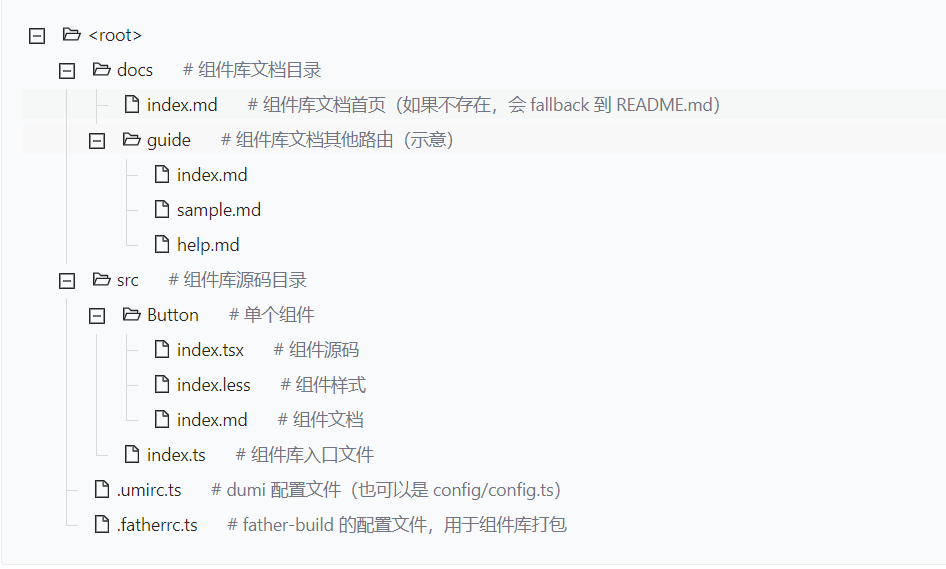 <root>
docs # 组件库文档目录
index.md # 组件库文档首页（如果不存在，会 fallback 到 README.md）
guide # 组件库文档其他路由（示意）
index.md
sample.md
help.md
src # 组件库源码目录
Button # 单个组件
index.tsx # 组件源码
index.less # 组件样式
index.md # 组件文档
index.ts # 组件库入口文件
.umirc.ts # dumi 配置文件（也可以是 config/config.ts）
.fatherrc.ts # father-build 的配置文件，用于组件库打包